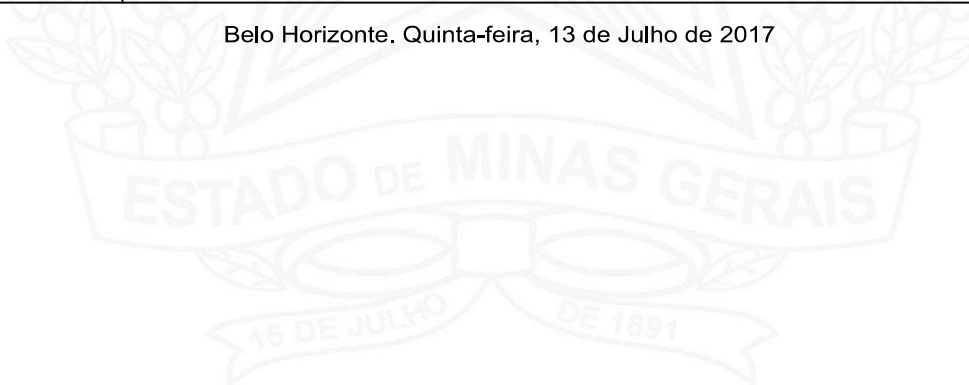 Belo Horizonte. Quinta-feira, 13 de Julho de 2017
ESTADO DE MINAS GERAIS
15 DE JULHO DE 1891